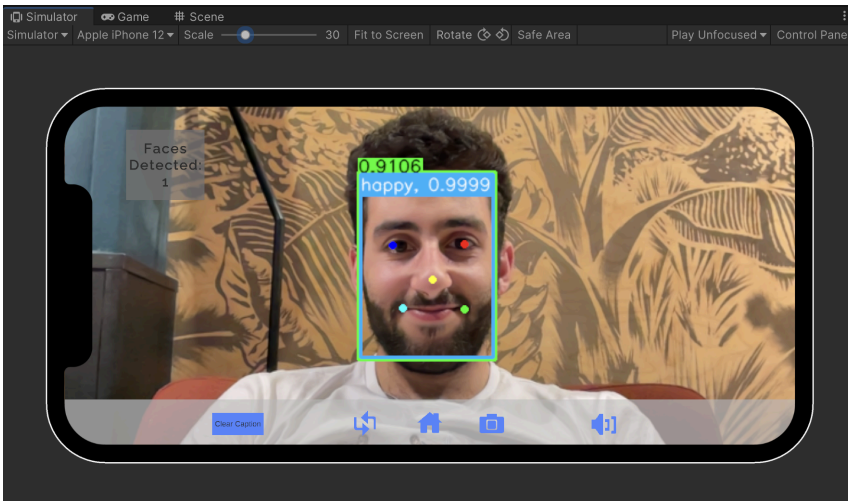 Simulator Game Scene
Simulator Apple iPhone 12 Scale 30 Fit to Screen Rotate Safe Area Play Unfocused Control Pane
Faces
Detected:
1
0.9106
happy, 0.9999
Clear Caption